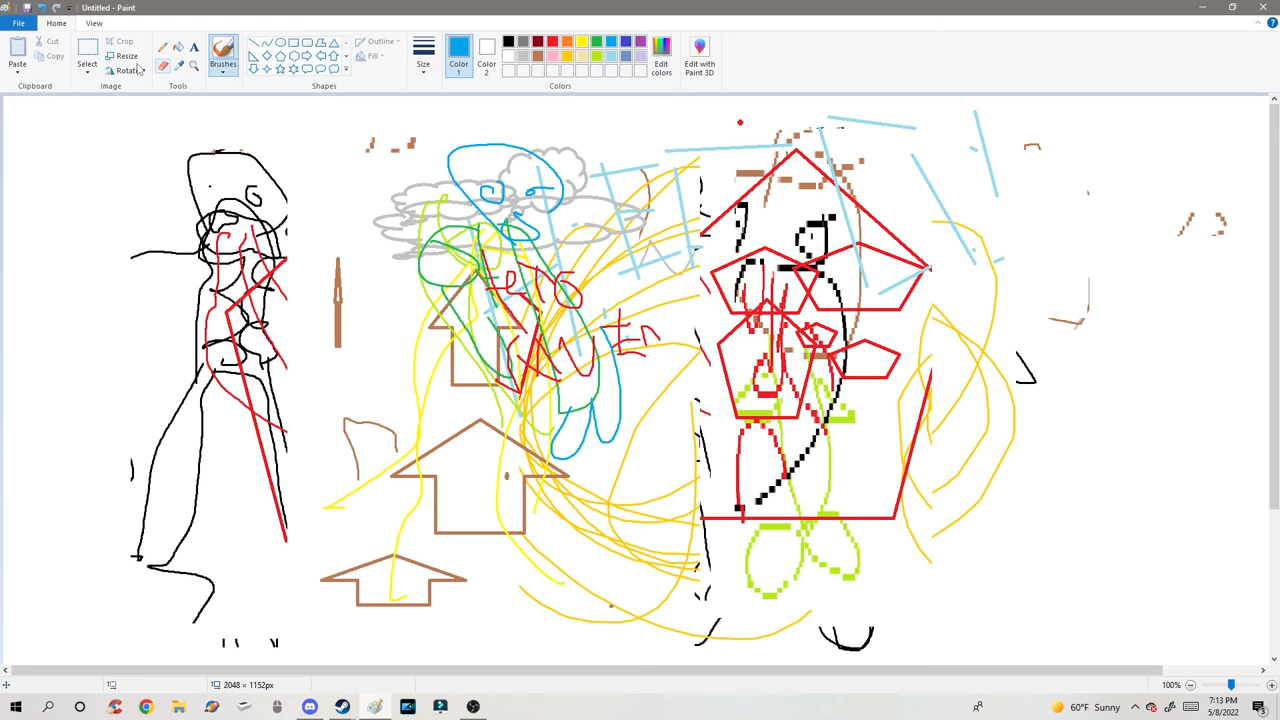 Untitled - Paint
File Home View
Paste
Cut
Copy
Clipboard
Select
Crop
Resize
Rotate
Image
A
Tools
Brushes
Shapes
Outline
Fill
Size
Color 1
Color 2
Edit colors
Colors
Edit with Paint 3D
2048 × 1152px
100%
7:13 PM
60°F Sunny
5/8/2022
3